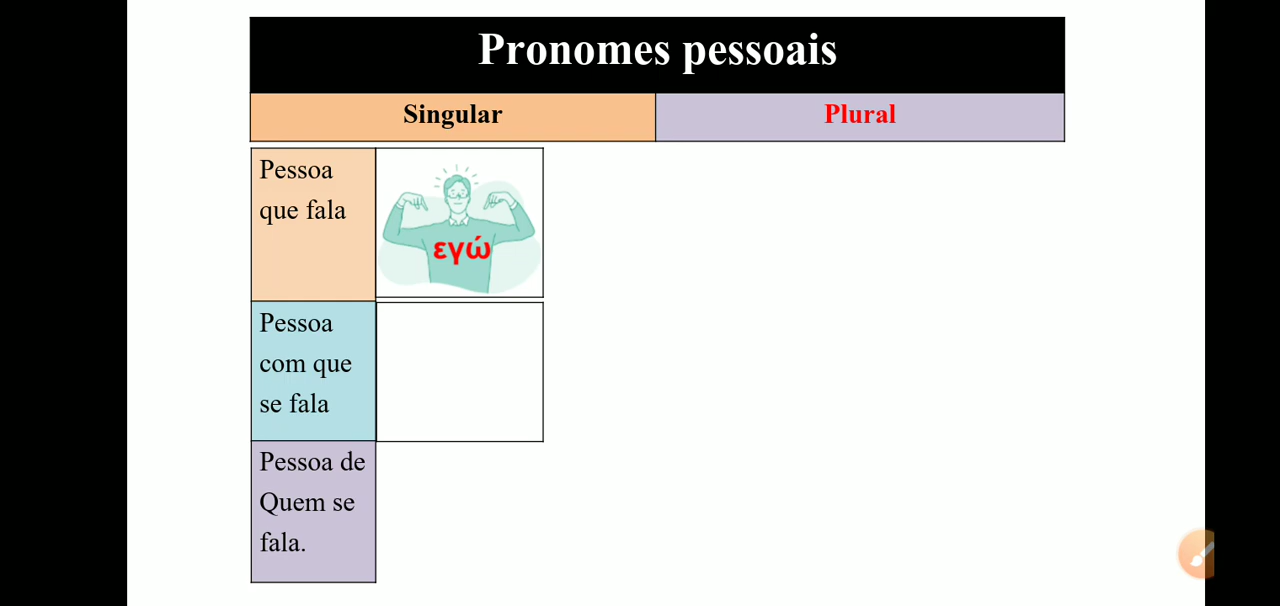 Pronomes pessoais
Singular
Plural
Pessoa
que fala
εγώ
Pessoa
com que
se fala
Pessoa de
Quem se
fala.